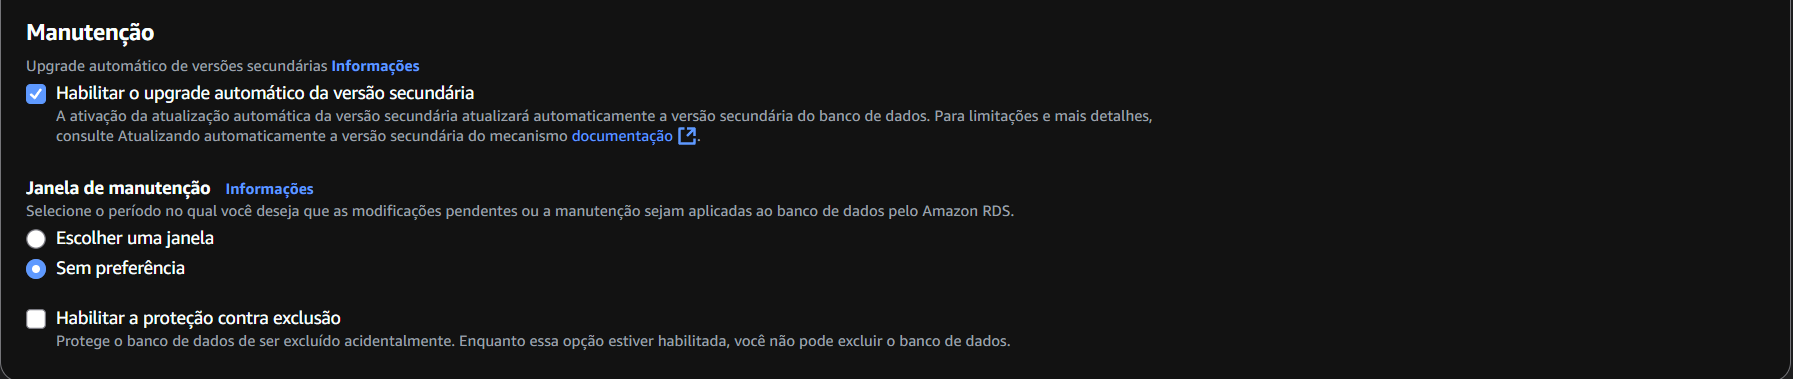 Manutenção
Upgrade automático de versões secundárias Informações
Habilitar o upgrade automático da versão secundária
A ativação da atualização automática da versão secundária atualizará automaticamente a versão secundária do banco de dados. Para limitações e mais detalhes,
consulte Atualizando automaticamente a versão secundária do mecanismo documentação.
Janela de manutenção Informações
Selecione o período no qual você deseja que as modificações pendentes ou a manutenção sejam aplicadas ao banco de dados pelo Amazon RDS.
Escolher uma janela
Sem preferência
Habilitar a proteção contra exclusão
Protege o banco de dados de ser excluído acidentalmente. Enquanto essa opção estiver habilitada, você não pode excluir o banco de dados.